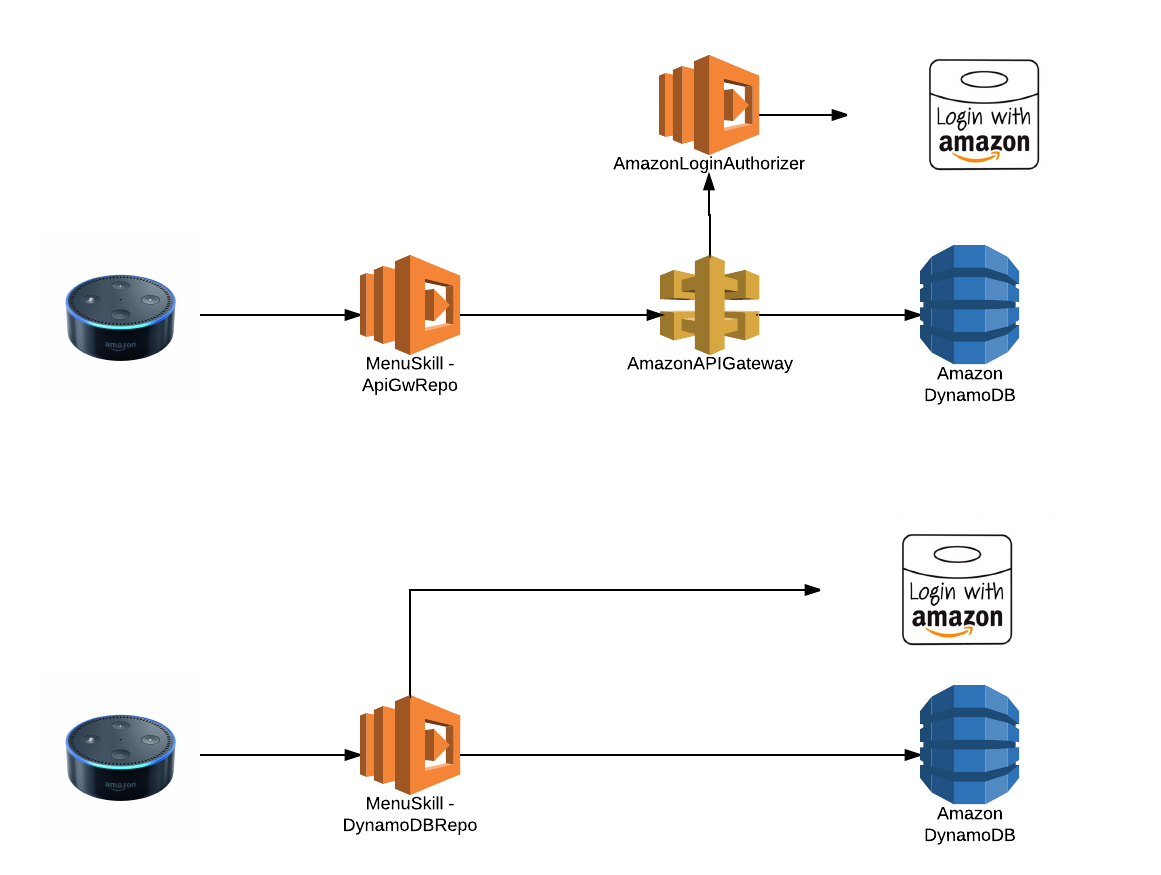 Login with
amazon
AmazonLoginAuthorizer
amazon
MenuSkill -
ApiGwRepo
AmazonAPIGateway
Amazon
DynamoDB
Login with
amazon
amazon
MenuSkill -
DynamoDBRepo
Amazon
DynamoDB